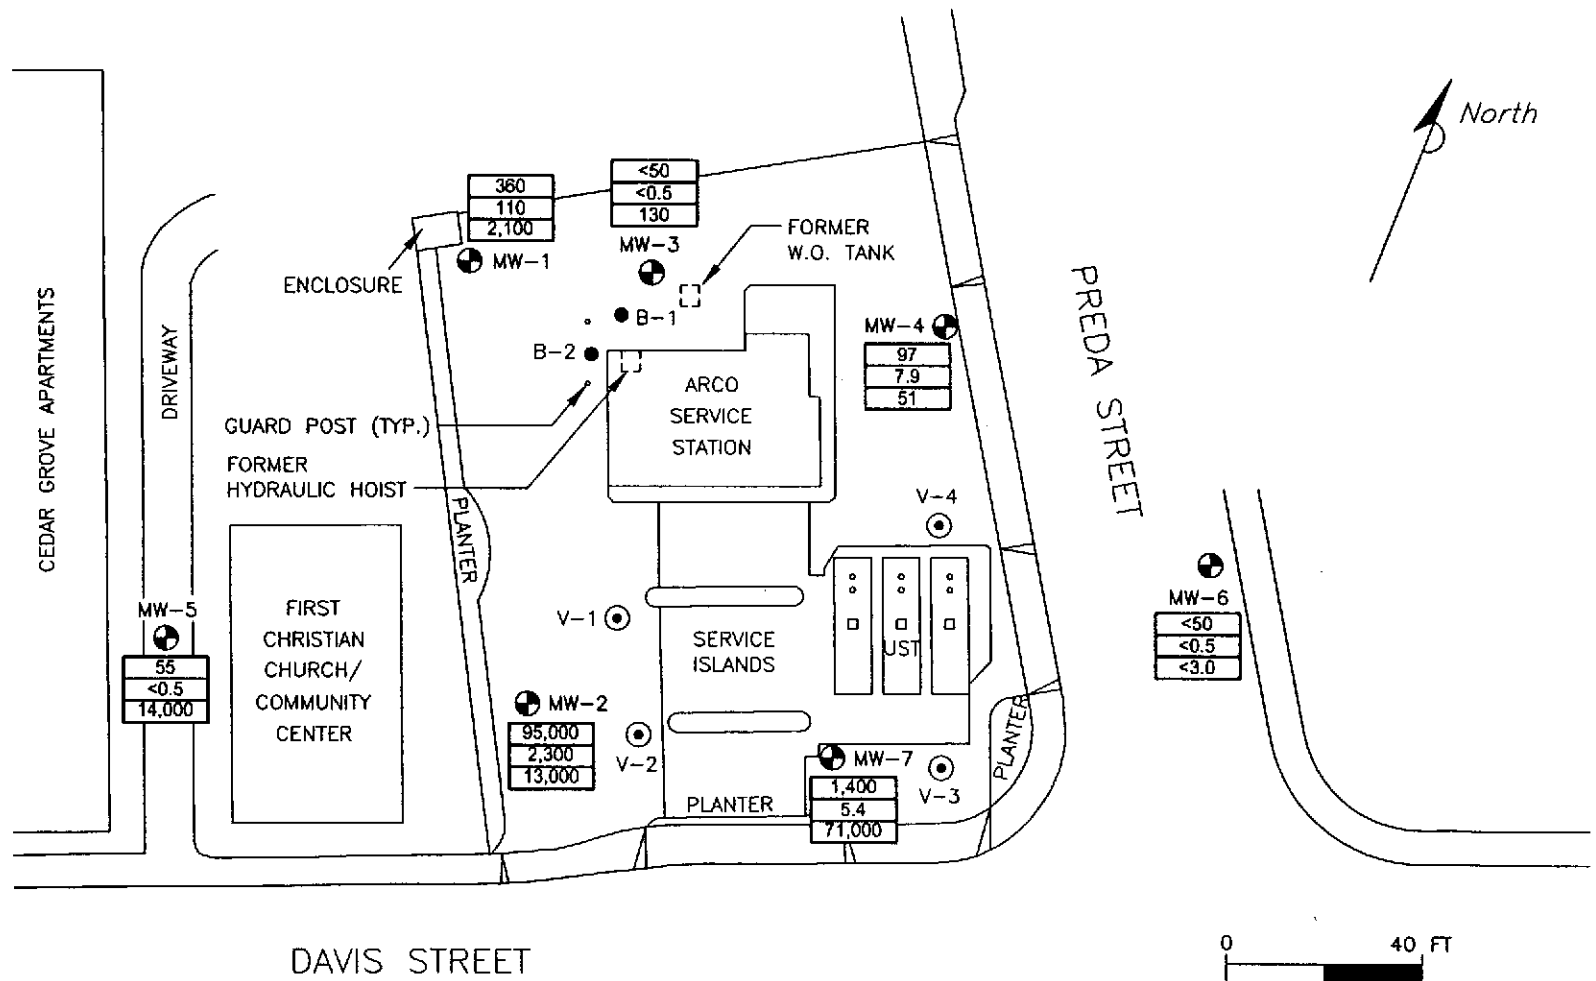 North
360
110
2,100
MW-1
<50
<0.5
130
MW-3
FORMER
W.O. TANK
ENCLOSURE
B-1
B-2
MW-4
97
7.9
51
GUARD POST (TYP.)
FORMER
HYDRAULIC HOIST
ARCO
SERVICE
STATION
PREDA STREET
CEDAR GROVE APARTMENTS
DRIVEWAY
PLANTER
V-4
MW-5
55
<0.5
14,000
FIRST
CHRISTIAN
CHURCH/
COMMUNITY
CENTER
V-1
SERVICE
ISLANDS
UST
MW-6
<50
<0.5
<3.0
MW-2
95,000
2,300
13,000
V-2
MW-7
1,400
5.4
71,000
V-3
PLANTER
PLANTER
DAVIS STREET
0 40 FT